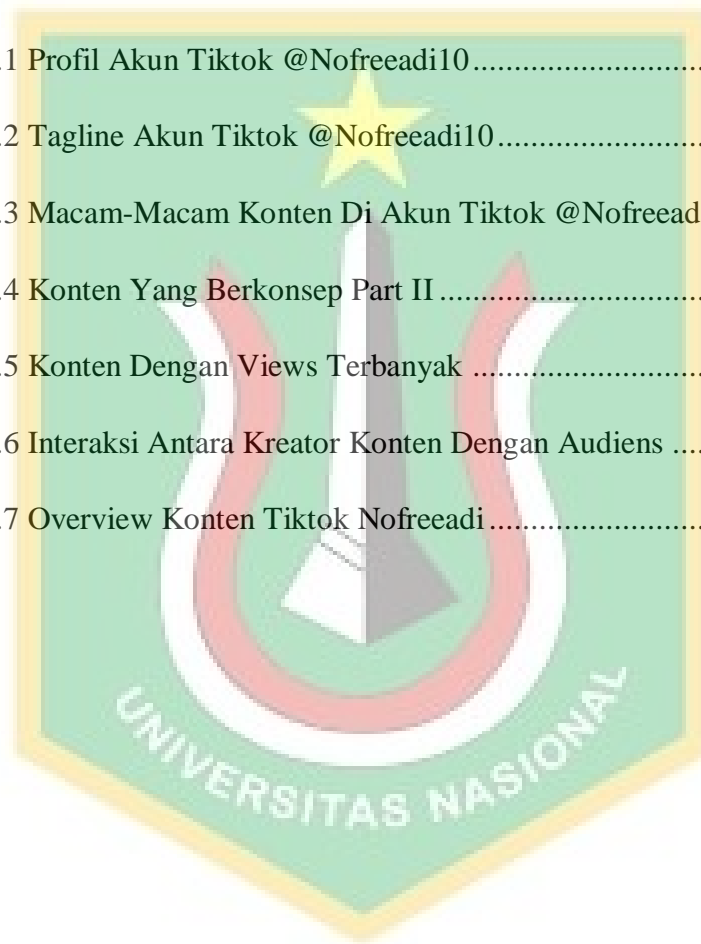 .1 Profil Akun Tiktok @Nofreeadi10........................
.2 Tagline Akun Tiktok @Nofreeadi10.....................
.3 Macam-Macam Konten Di Akun Tiktok @Nofreead
.4 Konten Yang Berkonsep Part II ............................
.5 Konten Dengan Views Terbanyak ........................
.6 Interaksi Antara Kreator Konten Dengan Audiens ....
.7 Overview Konten Tiktok Nofreeadi......................
UNIVERSITAS NASIONAL